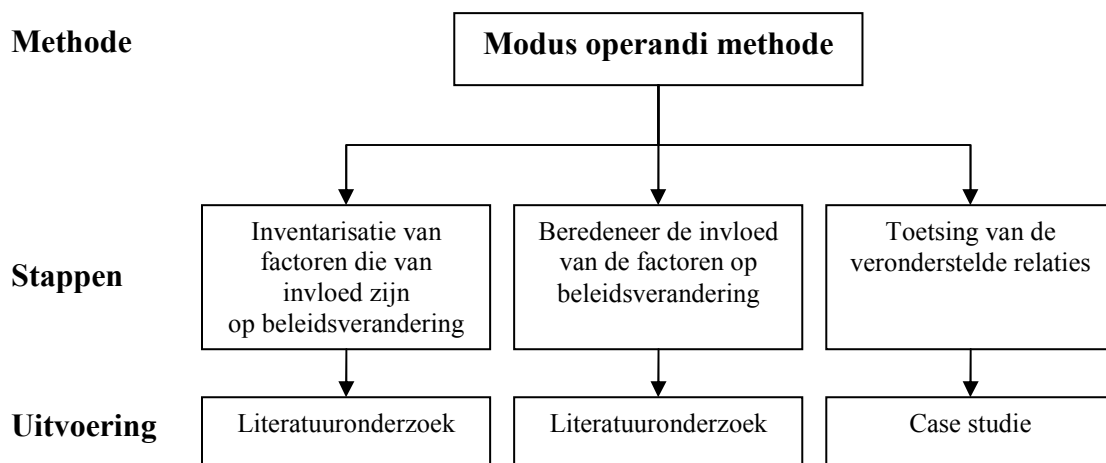 Methode
Modus operandi methode
Stappen
Inventarisatie van
factoren die van
invloed zijn
op beleidsverandering
Beredeneer de invloed
van de factoren op
beleidsverandering
Toetsing van de
veronderstelde relaties
Uitvoering
Literatuuronderzoek
Literatuuronderzoek
Case studie